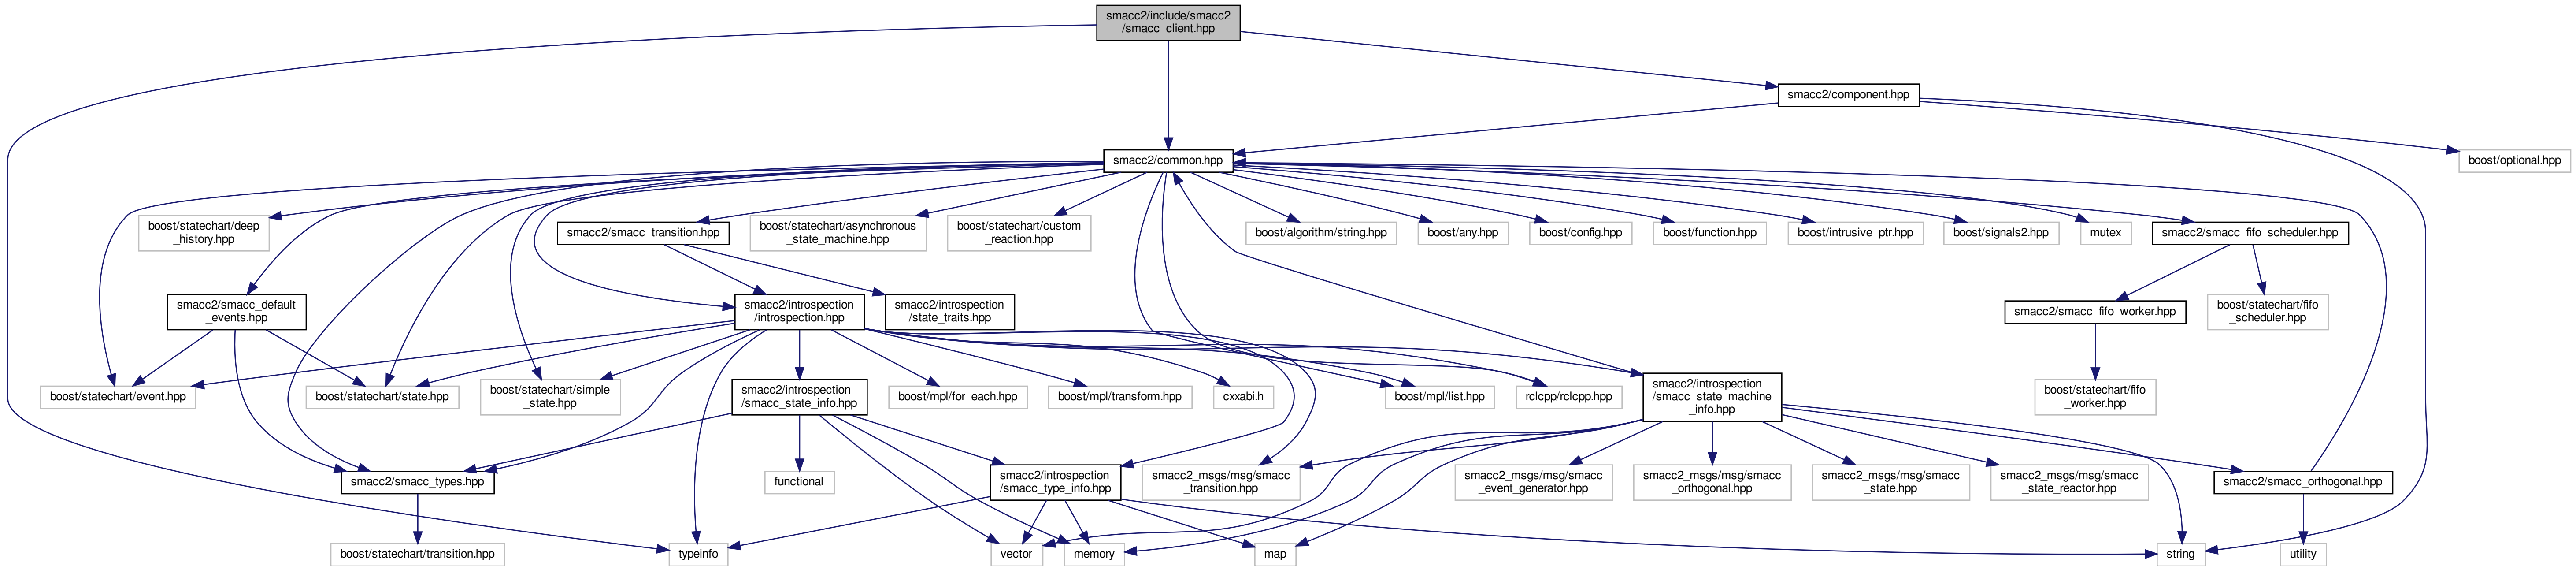 smacc2/include/smacc2
/smacc_client.hpp
smacc2/component.hpp
smacc2/common.hpp
boost/optional.hpp
boost/statechart/deep
_history.hpp
smacc2/smacc_transition.hpp
boost/statechart/asynchronous
_state_machine.hpp
boost/statechart/custom
_reaction.hpp
boost/algorithm/string.hpp
boost/any.hpp
boost/config.hpp
boost/function.hpp
boost/intrusive_ptr.hpp
boost/signals2.hpp
mutex
smacc2/smacc_fifo_scheduler.hpp
smacc2/smacc_default
_events.hpp
smacc2/introspection
/introspection.hpp
smacc2/introspection
/state_traits.hpp
smacc2/smacc_fifo_worker.hpp
boost/statechart/fifo
_scheduler.hpp
boost/statechart/event.hpp
boost/statechart/state.hpp
boost/statechart/simple
_state.hpp
smacc2/introspection
/smacc_state_info.hpp
boost/mpl/for_each.hpp
boost/mpl/transform.hpp
cxxabi.h
boost/mpl/list.hpp
rclcpp/rclcpp.hpp
smacc2/introspection
/smacc_state_machine
_info.hpp
boost/statechart/fifo
_worker.hpp
smacc2/smacc_types.hpp
functional
smacc2/introspection
/smacc_type_info.hpp
smacc2_msgs/msg/smacc
_transition.hpp
smacc2_msgs/msg/smacc
_event_generator.hpp
smacc2_msgs/msg/smacc
_orthogonal.hpp
smacc2_msgs/msg/smacc
_state.hpp
smacc2_msgs/msg/smacc
_state_reactor.hpp
smacc2/smacc_orthogonal.hpp
boost/statechart/transition.hpp
typeinfo
vector
memory
map
string
utility